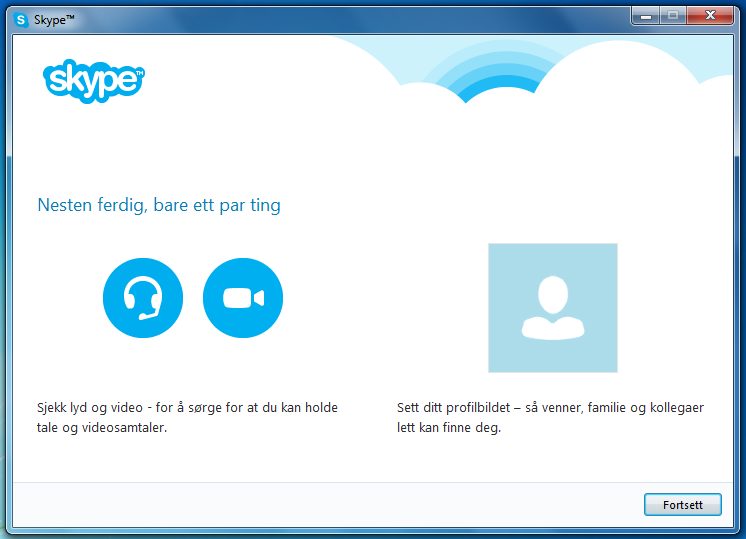 Skype™
skype™
Nesten ferdig, bare ett par ting
Sjekk lyd og video - for å sørge for at du kan holde
tale og videosamtaler.
Sett ditt profilbildet – så venner, familie og kollegaer
lett kan finne deg.
Fortsett